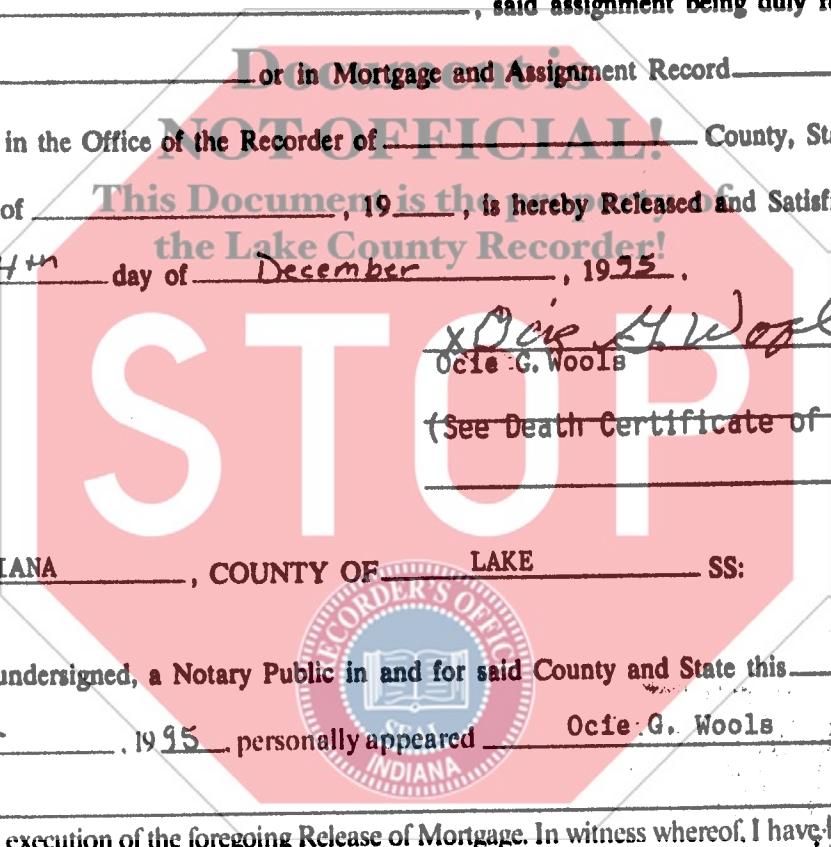 , said assignment being duly
Document is
or in Mortgage and Assignment Record
NOT OFFICIAL!
in the Office of the Recorder of County,
This Document is the property of
of , 19 , is hereby Released and
the Lake County Recorder!
4th day of December , 1995 .
STOP
x Ocie G. Wools
Ocie G. Wools
(See Death Certificate of
IANA , COUNTY OF LAKE SS:
RECORDER'S OFFICE
undersigned, a Notary Public in and for said County and State this
SEAL
, 1995 , personally appeared Ocie G. Wools
INDIANA
execution of the foregoing Release of Mortgage. In witness whereof, I have